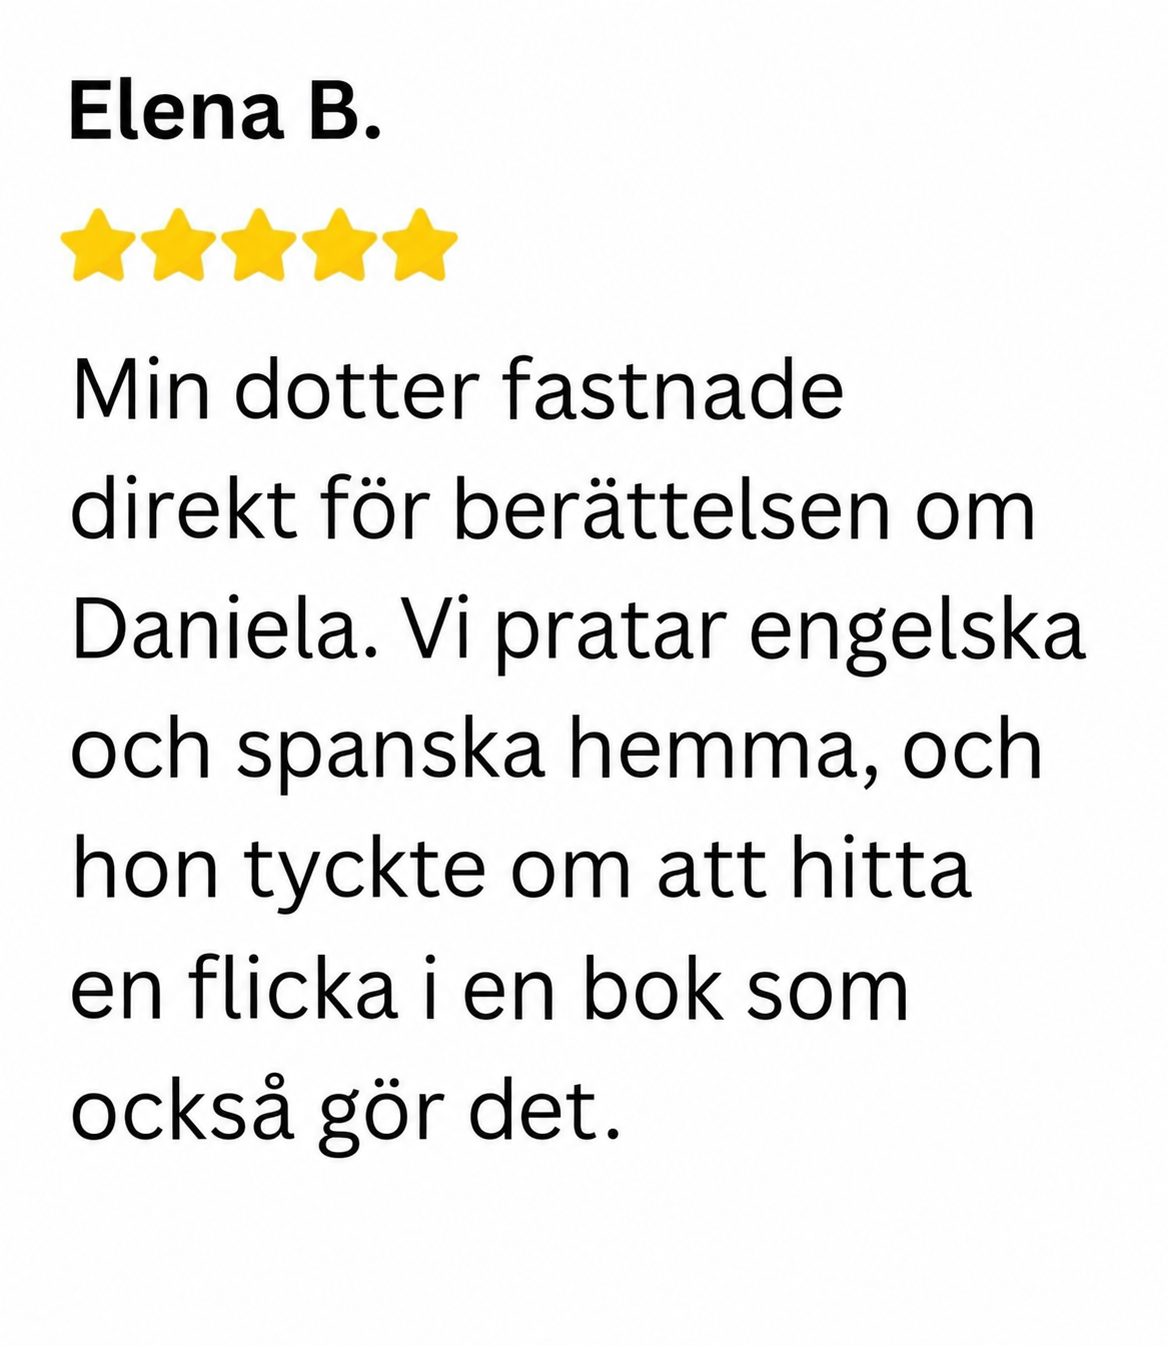 Elena B.
Min dotter fastnade
direkt för berättelsen om
Daniela. Vi pratar engelska
och spanska hemma, och
hon tyckte om att hitta
en flicka i en bok som
också gör det.